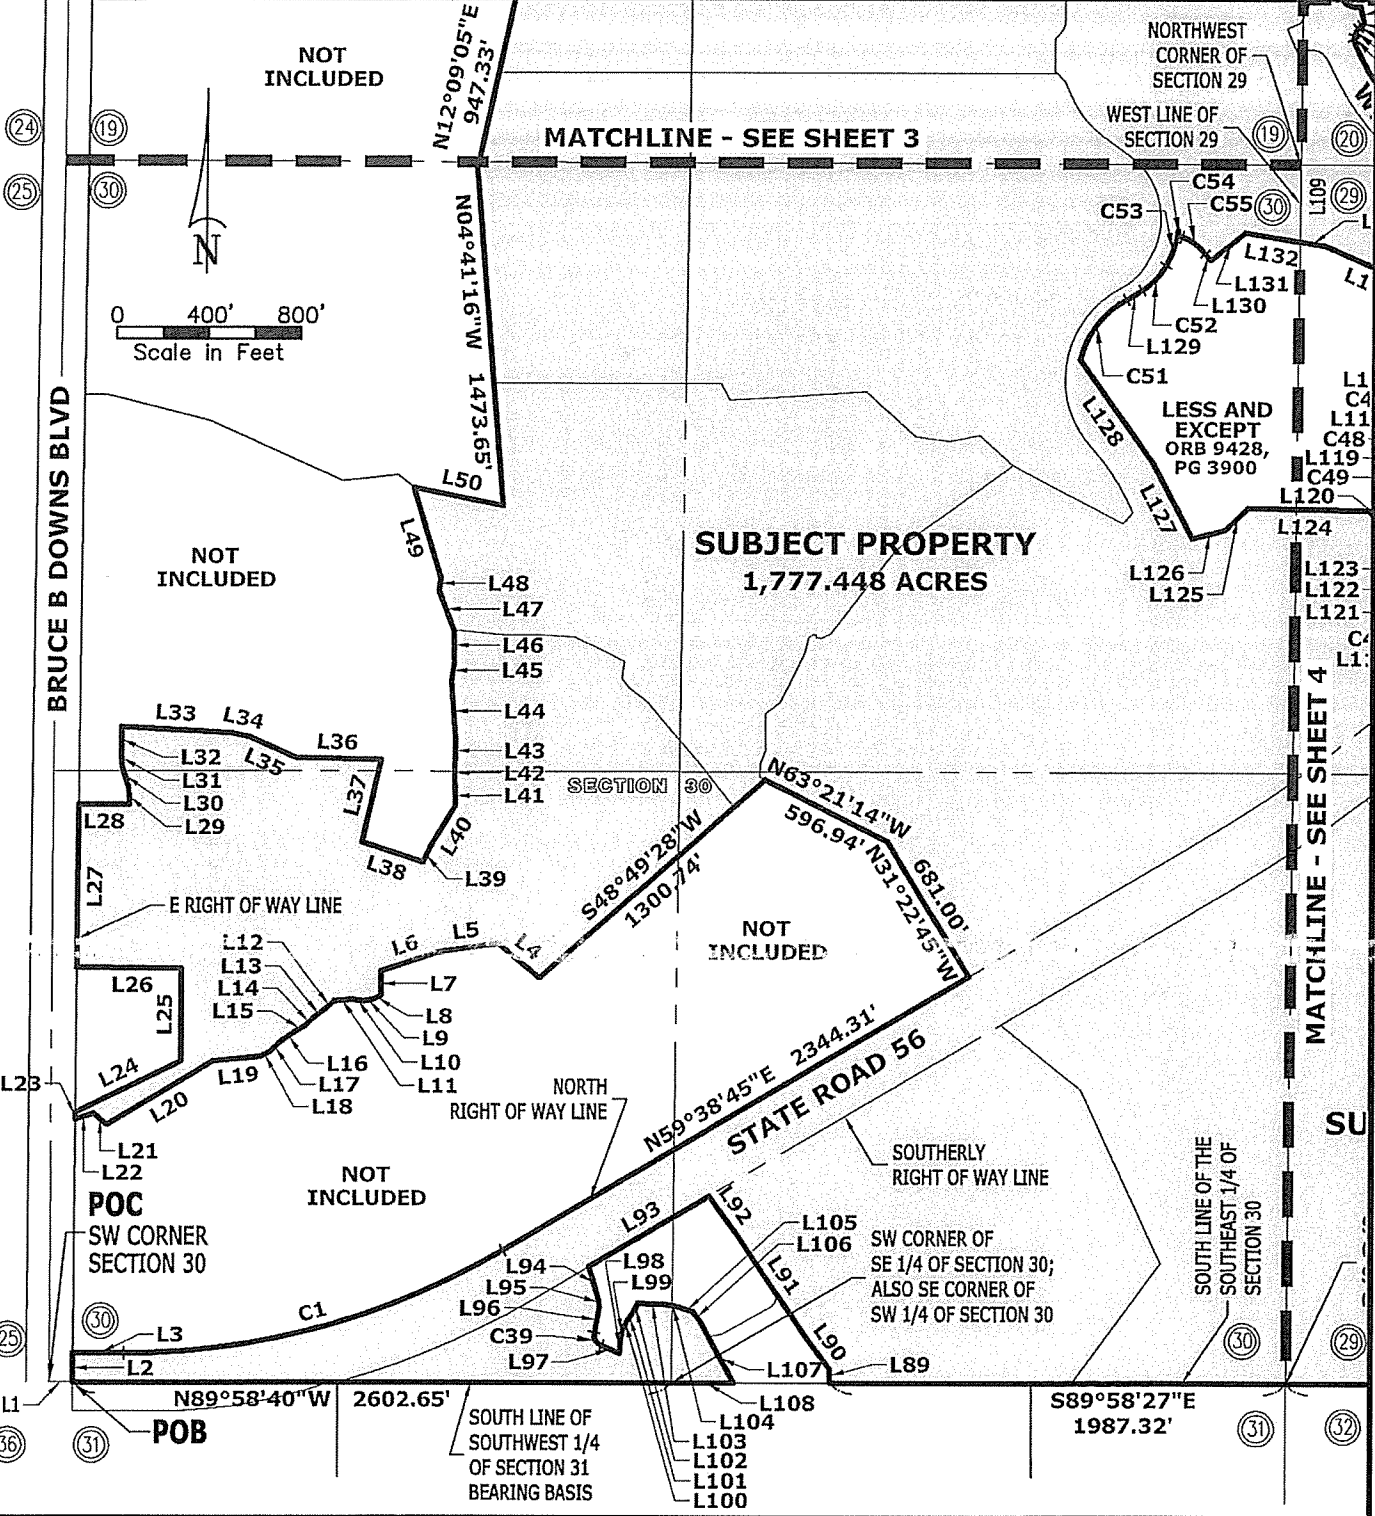 NOT
INCLUDED
N12°09'05"E
947.33'
NORTHWEST
CORNER OF
SECTION 29
WEST LINE OF
SECTION 29
24
19
MATCHLINE - SEE SHEET 3
19
20
25
30
C54
C55
30
L109
29
C53
N
N04°41'16"W 1473.65'
L132
L131
L130
0 400' 800'
Scale in Feet
C52
L129
C51
L128
LESS AND
EXCEPT
ORB 9428,
PG 3900
L11
C48
L119
C49
L120
L124
L123
L122
L121
L127
L126
L125
BRUCE B DOWNS BLVD
L50
L49
NOT
INCLUDED
SUBJECT PROPERTY
1,777.448 ACRES
L48
L47
L46
L45
L44
L43
L42
L41
L33
L34
L35
L36
L32
L31
L30
L29
L28
L37
L38
L40
L39
L27
SECTION 30
N63°21'14"W
596.94'
S48°49'28"W
1300.74'
681.00'
N31°22'45"W
MATCHLINE - SEE SHEET 4
E RIGHT OF WAY LINE
NOT
INCLUDED
L12
L13
L14
L15
L6
L5
L4
L7
L8
L9
L10
L11
L26
L25
L24
L23
L16
L17
L18
L19
L20
L21
L22
NORTH
RIGHT OF WAY LINE
N59°38'45"E 2344.31'
STATE ROAD 56
SOUTHERLY
RIGHT OF WAY LINE
SU
SOUTH LINE OF THE
SOUTHEAST 1/4 OF
SECTION 30
NOT
INCLUDED
POC
SW CORNER
SECTION 30
L93
L92
L94
L95
L96
C39
L97
L98
L99
L105
L106
L91
L90
L89
SW CORNER OF
SE 1/4 OF SECTION 30;
ALSO SE CORNER OF
SW 1/4 OF SECTION 30
C1
30
25
L3
L2
L1
30
29
L107
L108
L104
L103
L102
L101
L100
N89°58'40"W 2602.65'
S89°58'27"E
1987.32'
POB
36
31
31
32
SOUTH LINE OF
SOUTHWEST 1/4
OF SECTION 31
BEARING BASIS